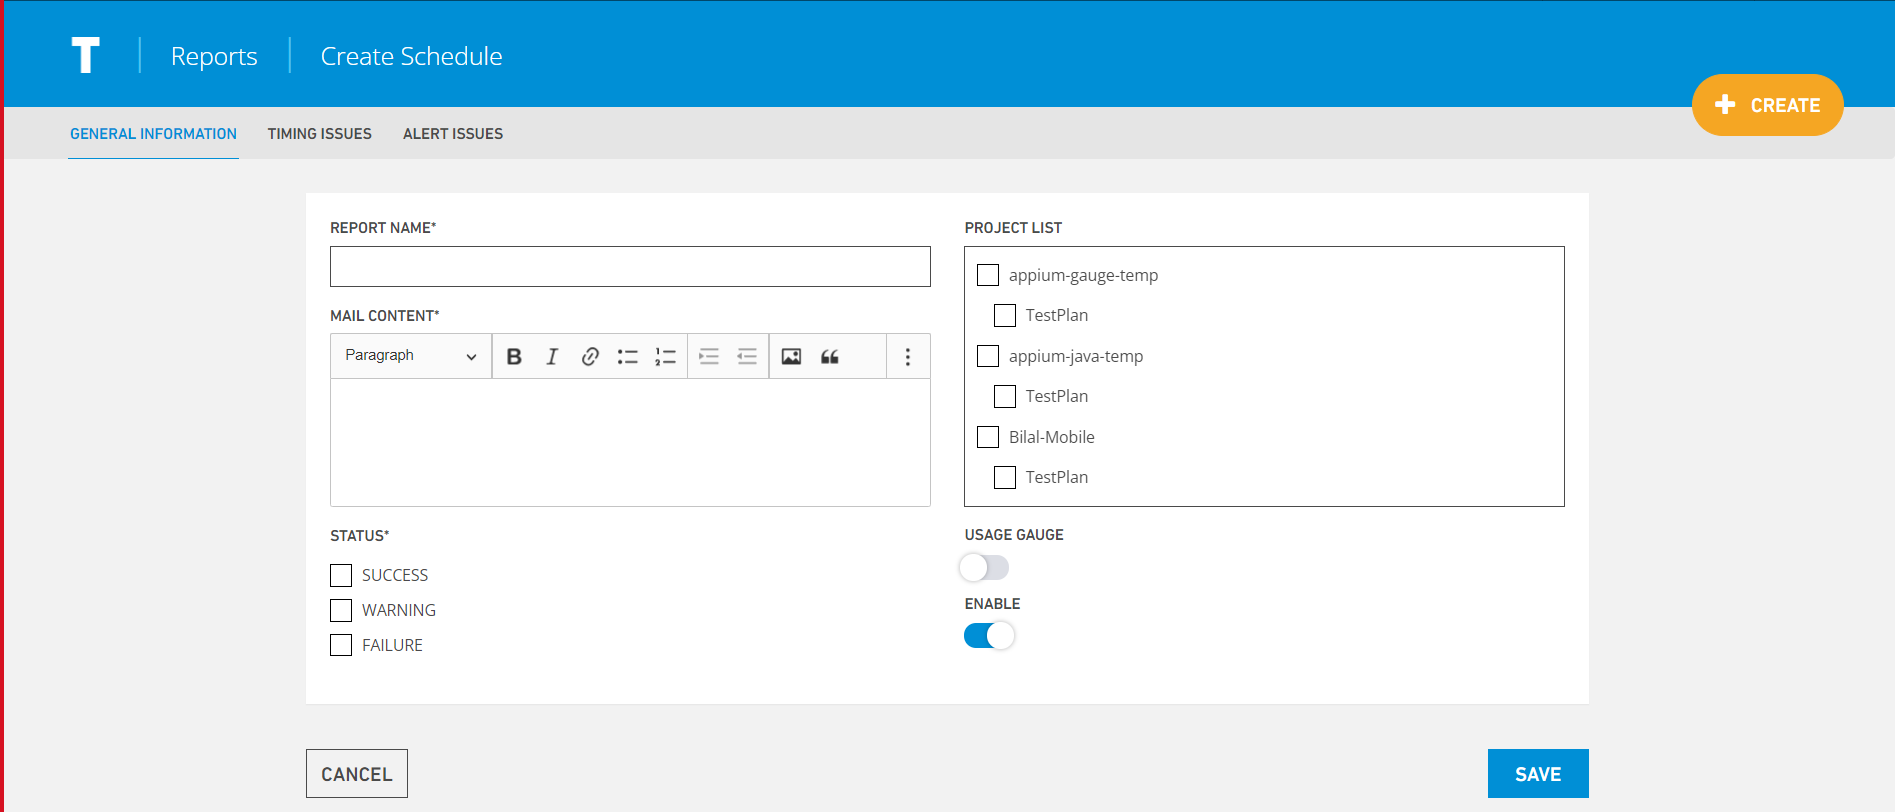 T
Reports
Create Schedule
CREATE
GENERAL INFORMATION
TIMING ISSUES
ALERT ISSUES
REPORT NAME*
MAIL CONTENT*
Paragraph
STATUS*
SUCCESS
WARNING
FAILURE
PROJECT LIST
appium-gauge-temp
TestPlan
appium-java-temp
TestPlan
Bilal-Mobile
TestPlan
USAGE GAUGE
ENABLE
CANCEL
SAVE